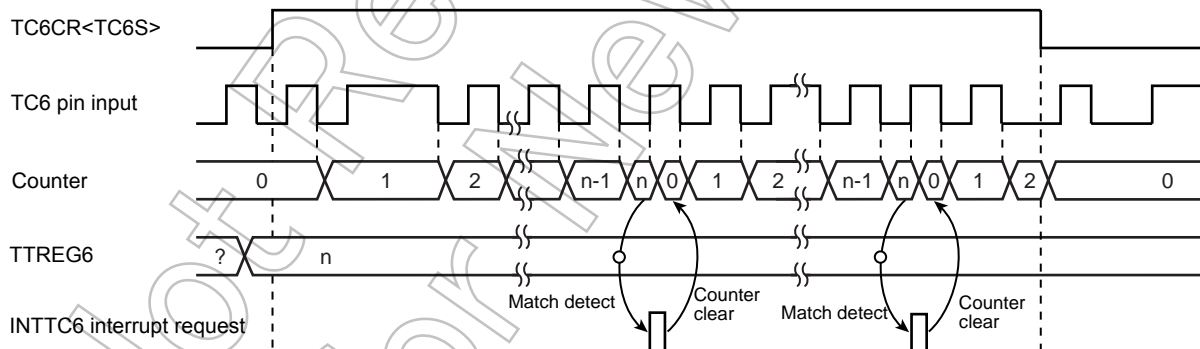 TC6CR<TC6S>
TC6 pin input
Counter 0 1 2 n-1 n 0 1 2 n-1 n 0 1 2 0
TTREG6 ? n
Match detect Counter clear Match detect Counter clear
INTTC6 interrupt request